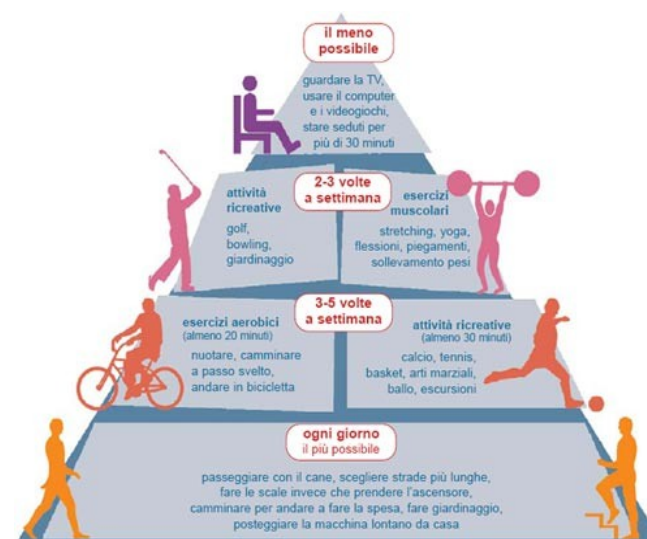 il meno
possibile
guardare la TV,
usare il computer
e i videogiochi,
stare seduti per
più di 30 minuti
2-3 volte
a settimana
attività
ricreative
golf,
bowling,
giardinaggio
esercizi
muscolari
stretching, yoga,
flessioni, piegamenti,
sollevamento pesi
3-5 volte
a settimana
esercizi aerobici
(almeno 20 minuti)
nuotare, camminare
a passo svelto,
andare in bicicletta
attività ricreative
(almeno 30 minuti)
calcio, tennis,
basket, arti marziali,
ballo, escursioni
ogni giorno
il più possibile
passeggiare con il cane, scegliere strade più lunghe,
fare le scale invece che prendere l'ascensore,
camminare per andare a fare la spesa, fare giardinaggio,
posteggiare la macchina lontano da casa